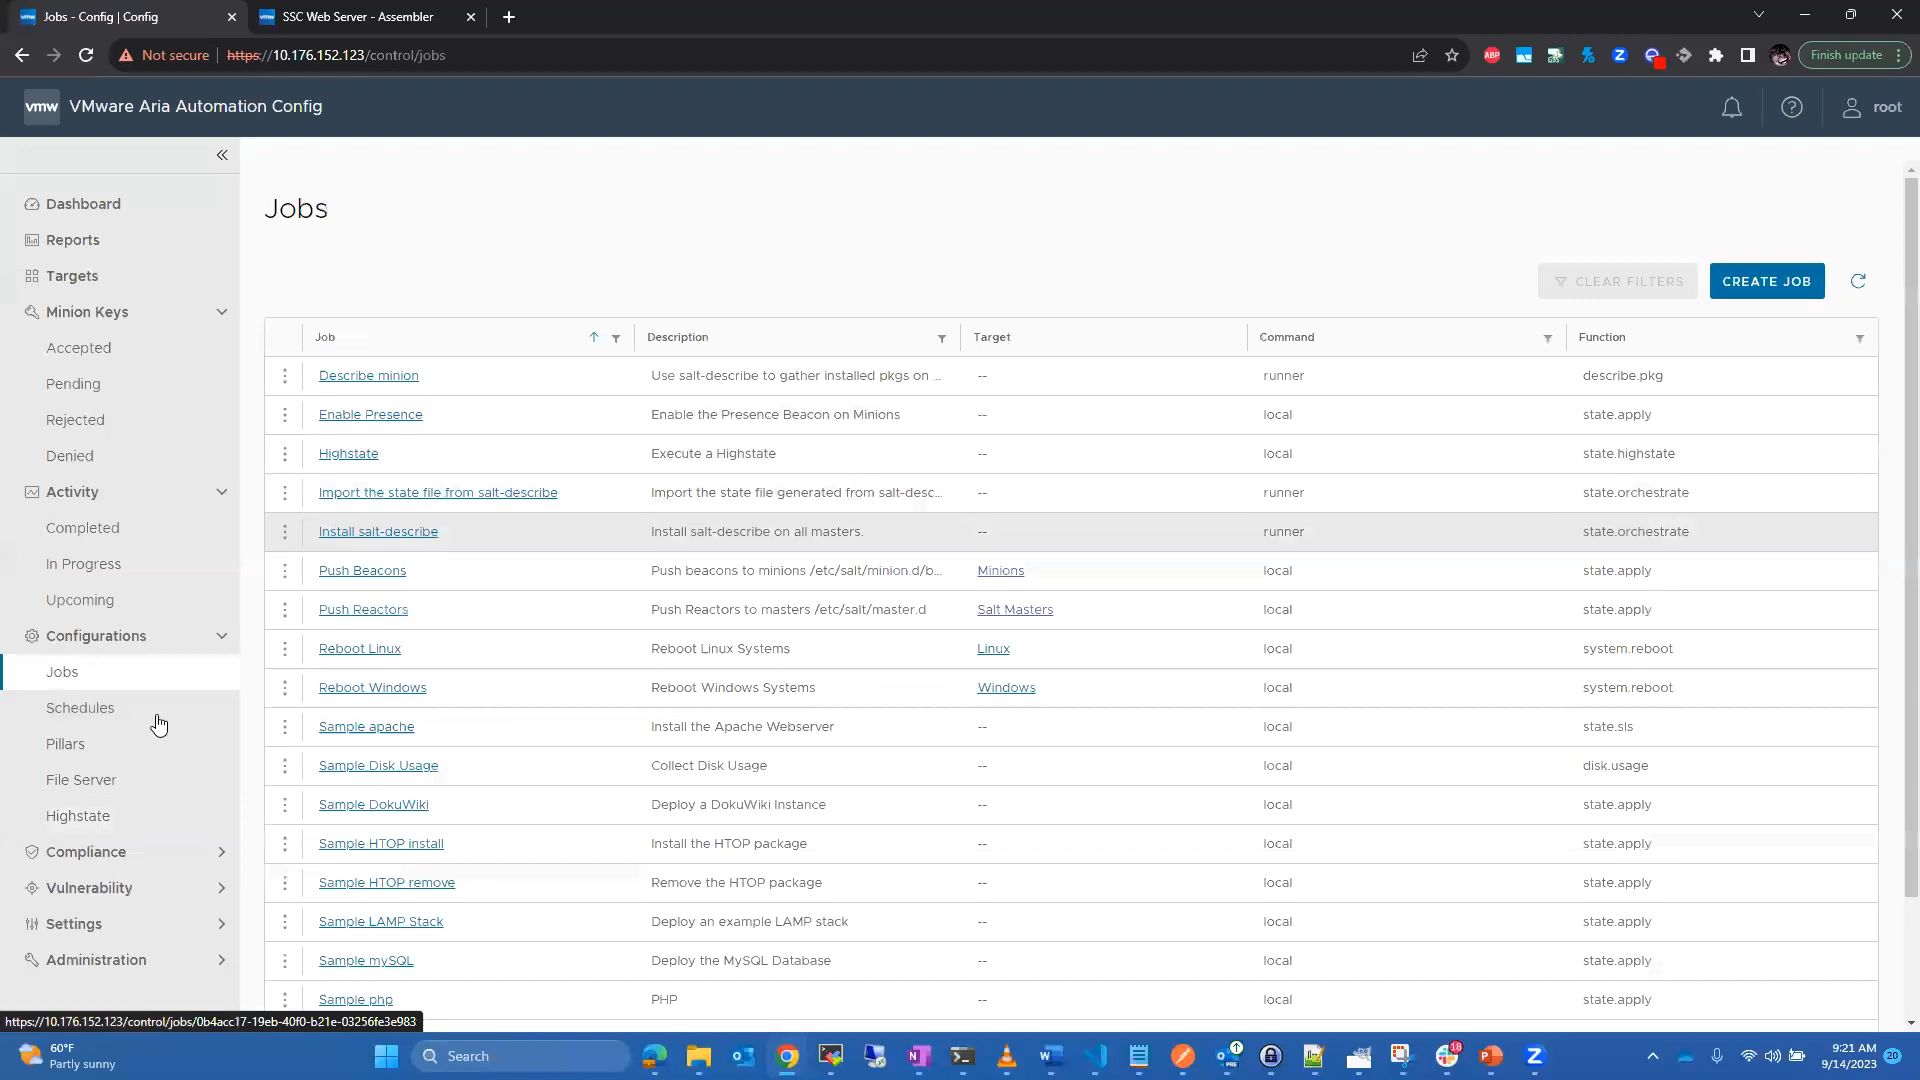 Jobs - Config | Config
SSC Web Server - Assembler
Not secure https://10.176.152.123/control/jobs
Finish update
vmw VMware Aria Automation Config
root
Dashboard
Reports
Targets
Minion Keys
Accepted
Pending
Rejected
Denied
Activity
Completed
In Progress
Upcoming
Configurations
Jobs
Schedules
Pillars
File Server
Highstate
Compliance
Vulnerability
Settings
Administration
Jobs
CLEAR FILTERS CREATE JOB
Job Description Target Command Function
Describe minion Use salt-describe to gather installed pkgs on ... -- runner describe.pkg
Enable Presence Enable the Presence Beacon on Minions -- local state.apply
Highstate Execute a Highstate -- local state.highstate
Import the state file from salt-describe Import the state file generated from salt-desc... -- runner state.orchestrate
Install salt-describe Install salt-describe on all masters. -- runner state.orchestrate
Push Beacons Push beacons to minions /etc/salt/minion.d/b... Minions local state.apply
Push Reactors Push Reactors to masters /etc/salt/master.d Salt Masters local state.apply
Reboot Linux Reboot Linux Systems Linux local system.reboot
Reboot Windows Reboot Windows Systems Windows local system.reboot
Sample apache Install the Apache Webserver -- local state.sls
Sample Disk Usage Collect Disk Usage -- local disk.usage
Sample DokuWiki Deploy a DokuWiki Instance -- local state.apply
Sample HTOP install Install the HTOP package -- local state.apply
Sample HTOP remove Remove the HTOP package -- local state.apply
Sample LAMP Stack Deploy an example LAMP stack -- local state.apply
Sample mySQL Deploy the MySQL Database -- local state.apply
Sample php PHP -- local state.apply
https://10.176.152.123/control/jobs/0b4acc17-19eb-40f0-b21e-03256fe3e983
60°F
Partly sunny
Search
18
9:21 AM
9/14/2023
20